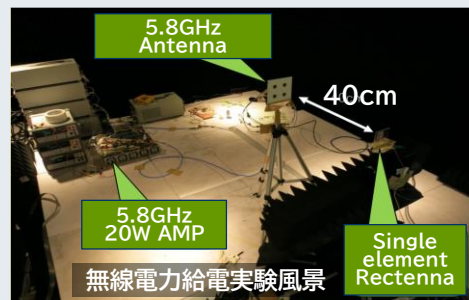 5.8GHz
Antenna
40cm
5.8GHz
20W AMP
Single
element
Rectenna
無線電力給電実験風景